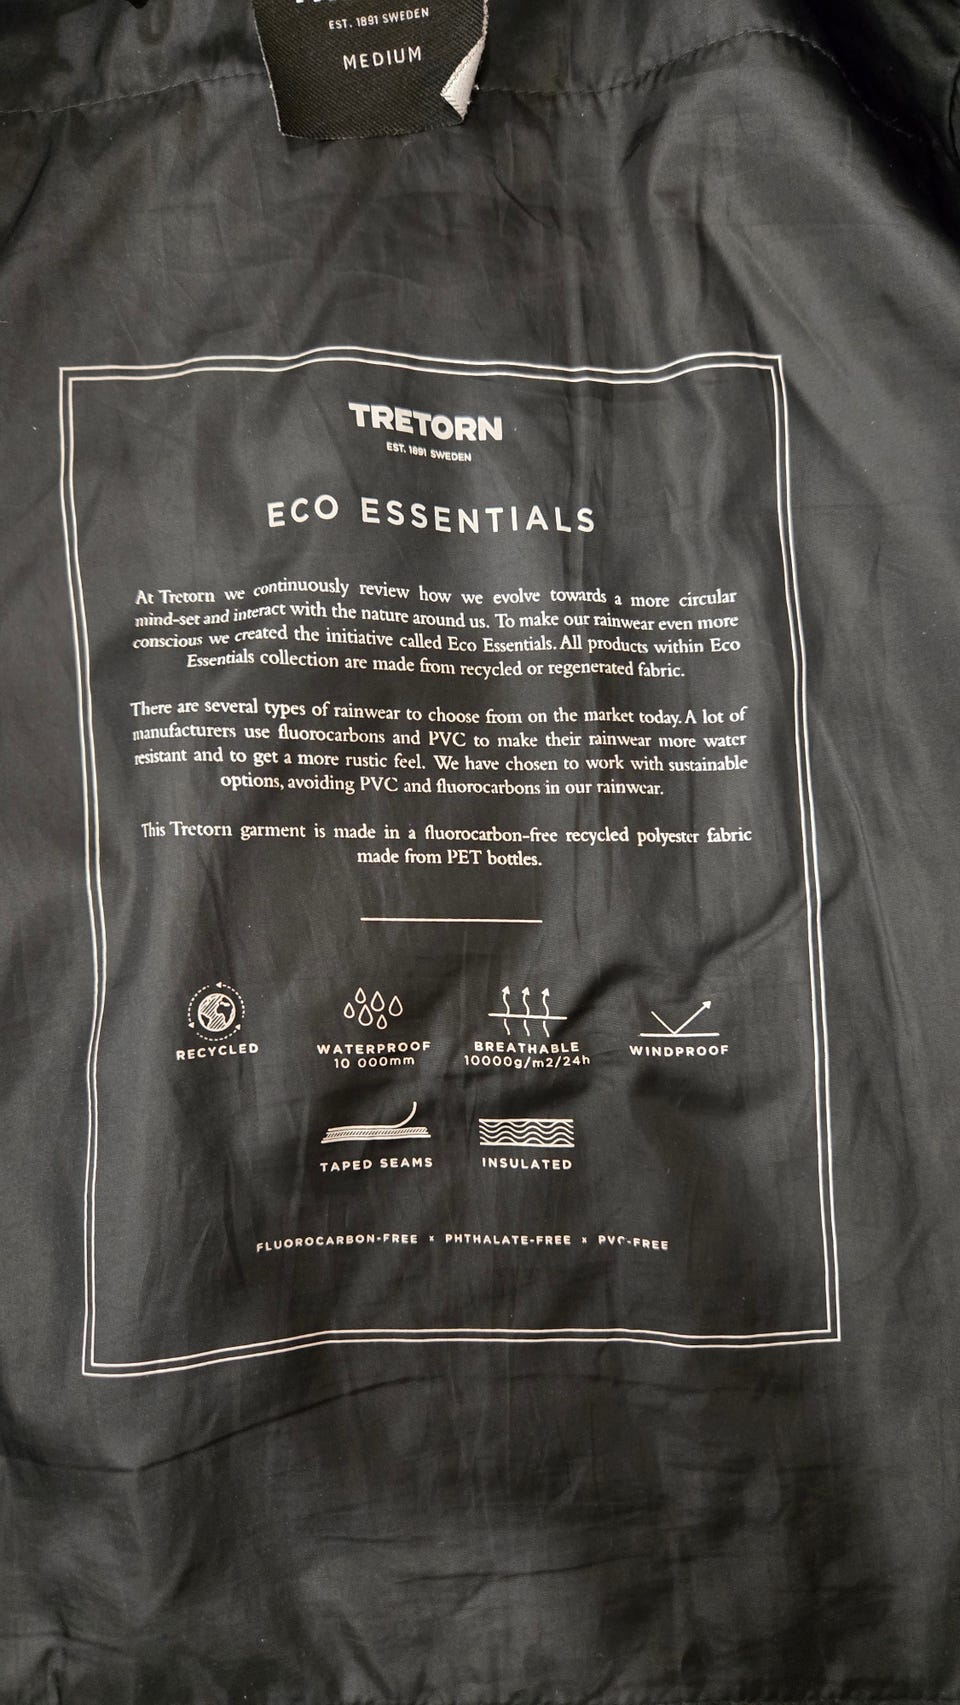 EST. 1891 SWEDEN
MEDIUM
TRETORN
EST. 1891 SWEDEN
ECO ESSENTIALS
At Tretorn we continuously review how we evolve towards a more circular
mind-set and interact with the nature around us. To make our rainwear even more
conscious we created the initiative called Eco Essentials. All products within Eco
Essentials collection are made from recycled or regenerated fabric.
There are several types of rainwear to choose from on the market today. A lot of
manufacturers use fluorocarbons and PVC to make their rainwear more water
resistant and to get a more rustic feel. We have chosen to work with sustainable
options, avoiding PVC and fluorocarbons in our rainwear.
This Tretorn garment is made in a fluorocarbon-free recycled polyester fabric
made from PET bottles.
RECYCLED
WATERPROOF
10 000mm
BREATHABLE
10000g/m2/24h
WINDPROOF
TAPED SEAMS
INSULATED
FLUOROCARBON-FREE x PHTHALATE-FREE x PVC-FREE